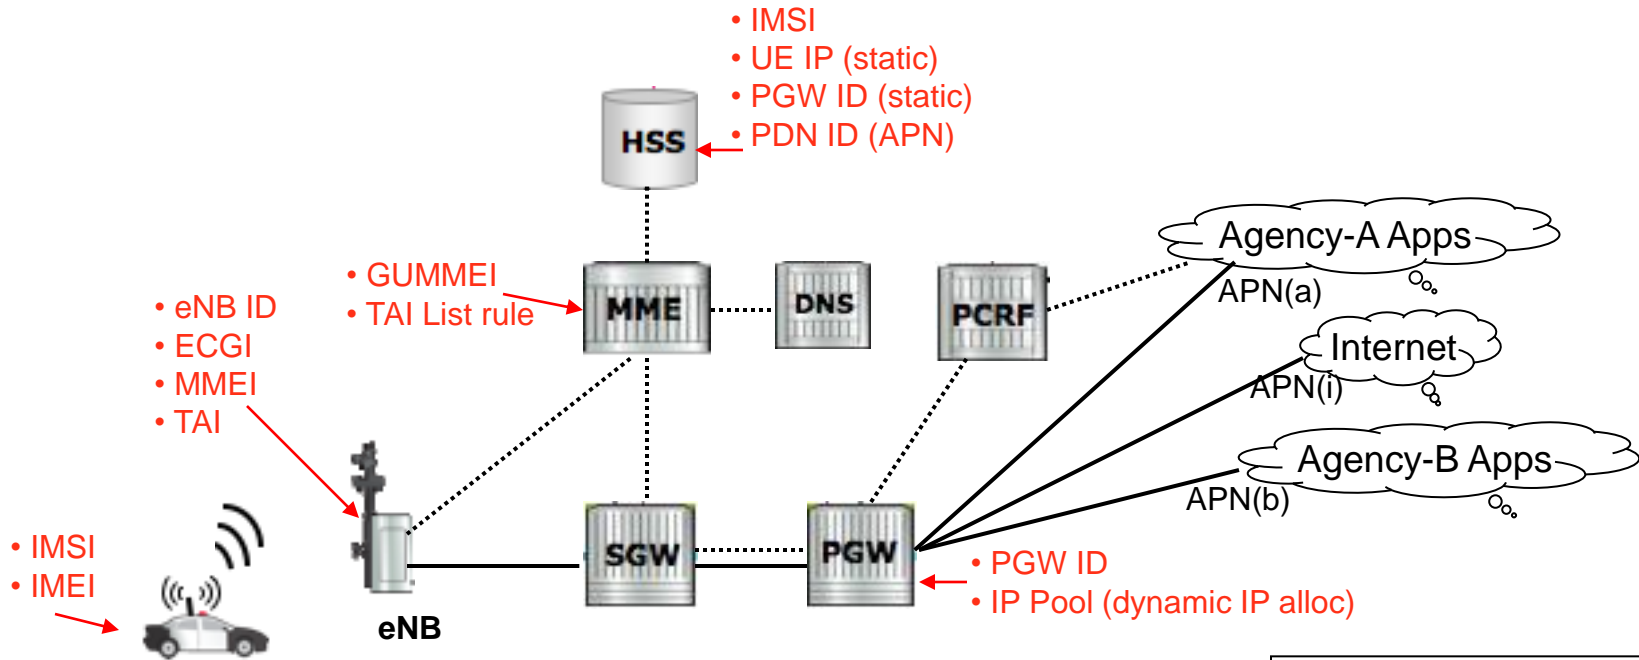 • IMSI
• UE IP (static)
• PGW ID (static)
• PDN ID (APN)
HSS
Agency-A Apps
APN(a)
• GUMMEI
• TAI List rule
MME
DNS
PCRF
• eNB ID
• ECGI
• MMEI
• TAI
Internet
APN(i)
Agency-B Apps
APN(b)
• IMSI
• IMEI
eNB
SGW
PGW
• PGW ID
• IP Pool (dynamic IP alloc)